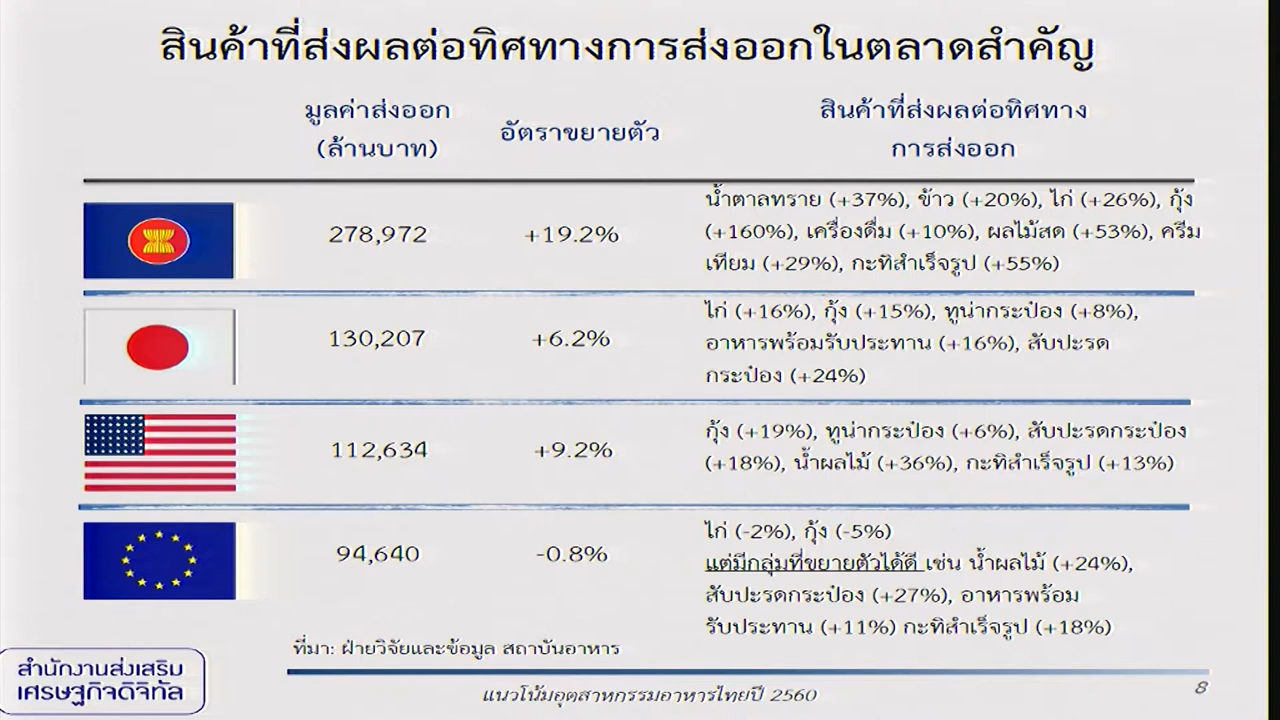 สินค้าที่ส่งผลต่อทิศทางการส่งออกในตลาดสำคัญ
มูลค่าส่งออก
(ล้านบาท)
อัตราขยายตัว
สินค้าที่ส่งผลต่อทิศทาง
การส่งออก
278,972
+19.2%
น้ำตาลทราย (+37%), ข้าว (+20%), ไก่ (+26%), กุ้ง
(+160%), เครื่องดื่ม (+10%), ผลไม้สด (+53%), ครีม
เทียม (+29%), กะทิสำเร็จรูป (+55%)
130,207
+6.2%
ไก่ (+16%), กุ้ง (+15%), ทูน่ากระป๋อง (+8%),
อาหารพร้อมรับประทาน (+16%), สับปะรด
กระป๋อง (+24%)
112,634
+9.2%
กุ้ง (+19%), ทูน่ากระป๋อง (+6%), สับปะรดกระป๋อง
(+18%), น้ำผลไม้ (+36%), กะทิสำเร็จรูป (+13%)
94,640
-0.8%
ไก่ (-2%), กุ้ง (-5%)
แต่มีกลุ่มที่ขยายตัวได้ดี เช่น น้ำผลไม้ (+24%),
สับปะรดกระป๋อง (+27%), อาหารพร้อม
รับประทาน (+11%) กะทิสำเร็จรูป (+18%)
ที่มา: ฝ่ายวิจัยและข้อมูล สถาบันอาหาร
สำนักงานส่งเสริม
เศรษฐกิจดิจิทัล
แนวโน้มอุตสาหกรรมอาหารไทยปี 2560
8